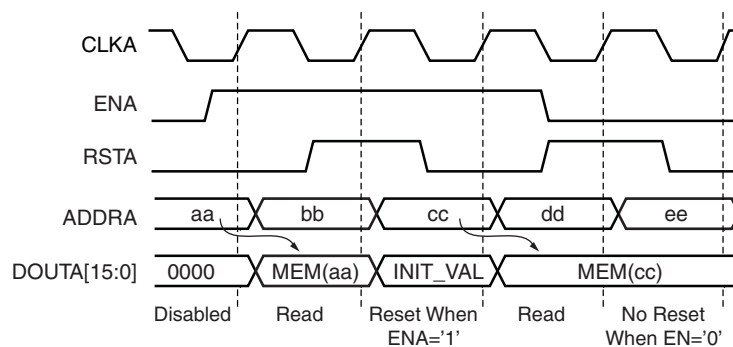 CLKA
ENA
RSTA
ADDRA aa bb cc dd ee
DOUTA[15:0] 0000 MEM(aa) INIT_VAL MEM(cc)
Disabled Read Reset When Read No Reset
ENA='1' When EN='0'